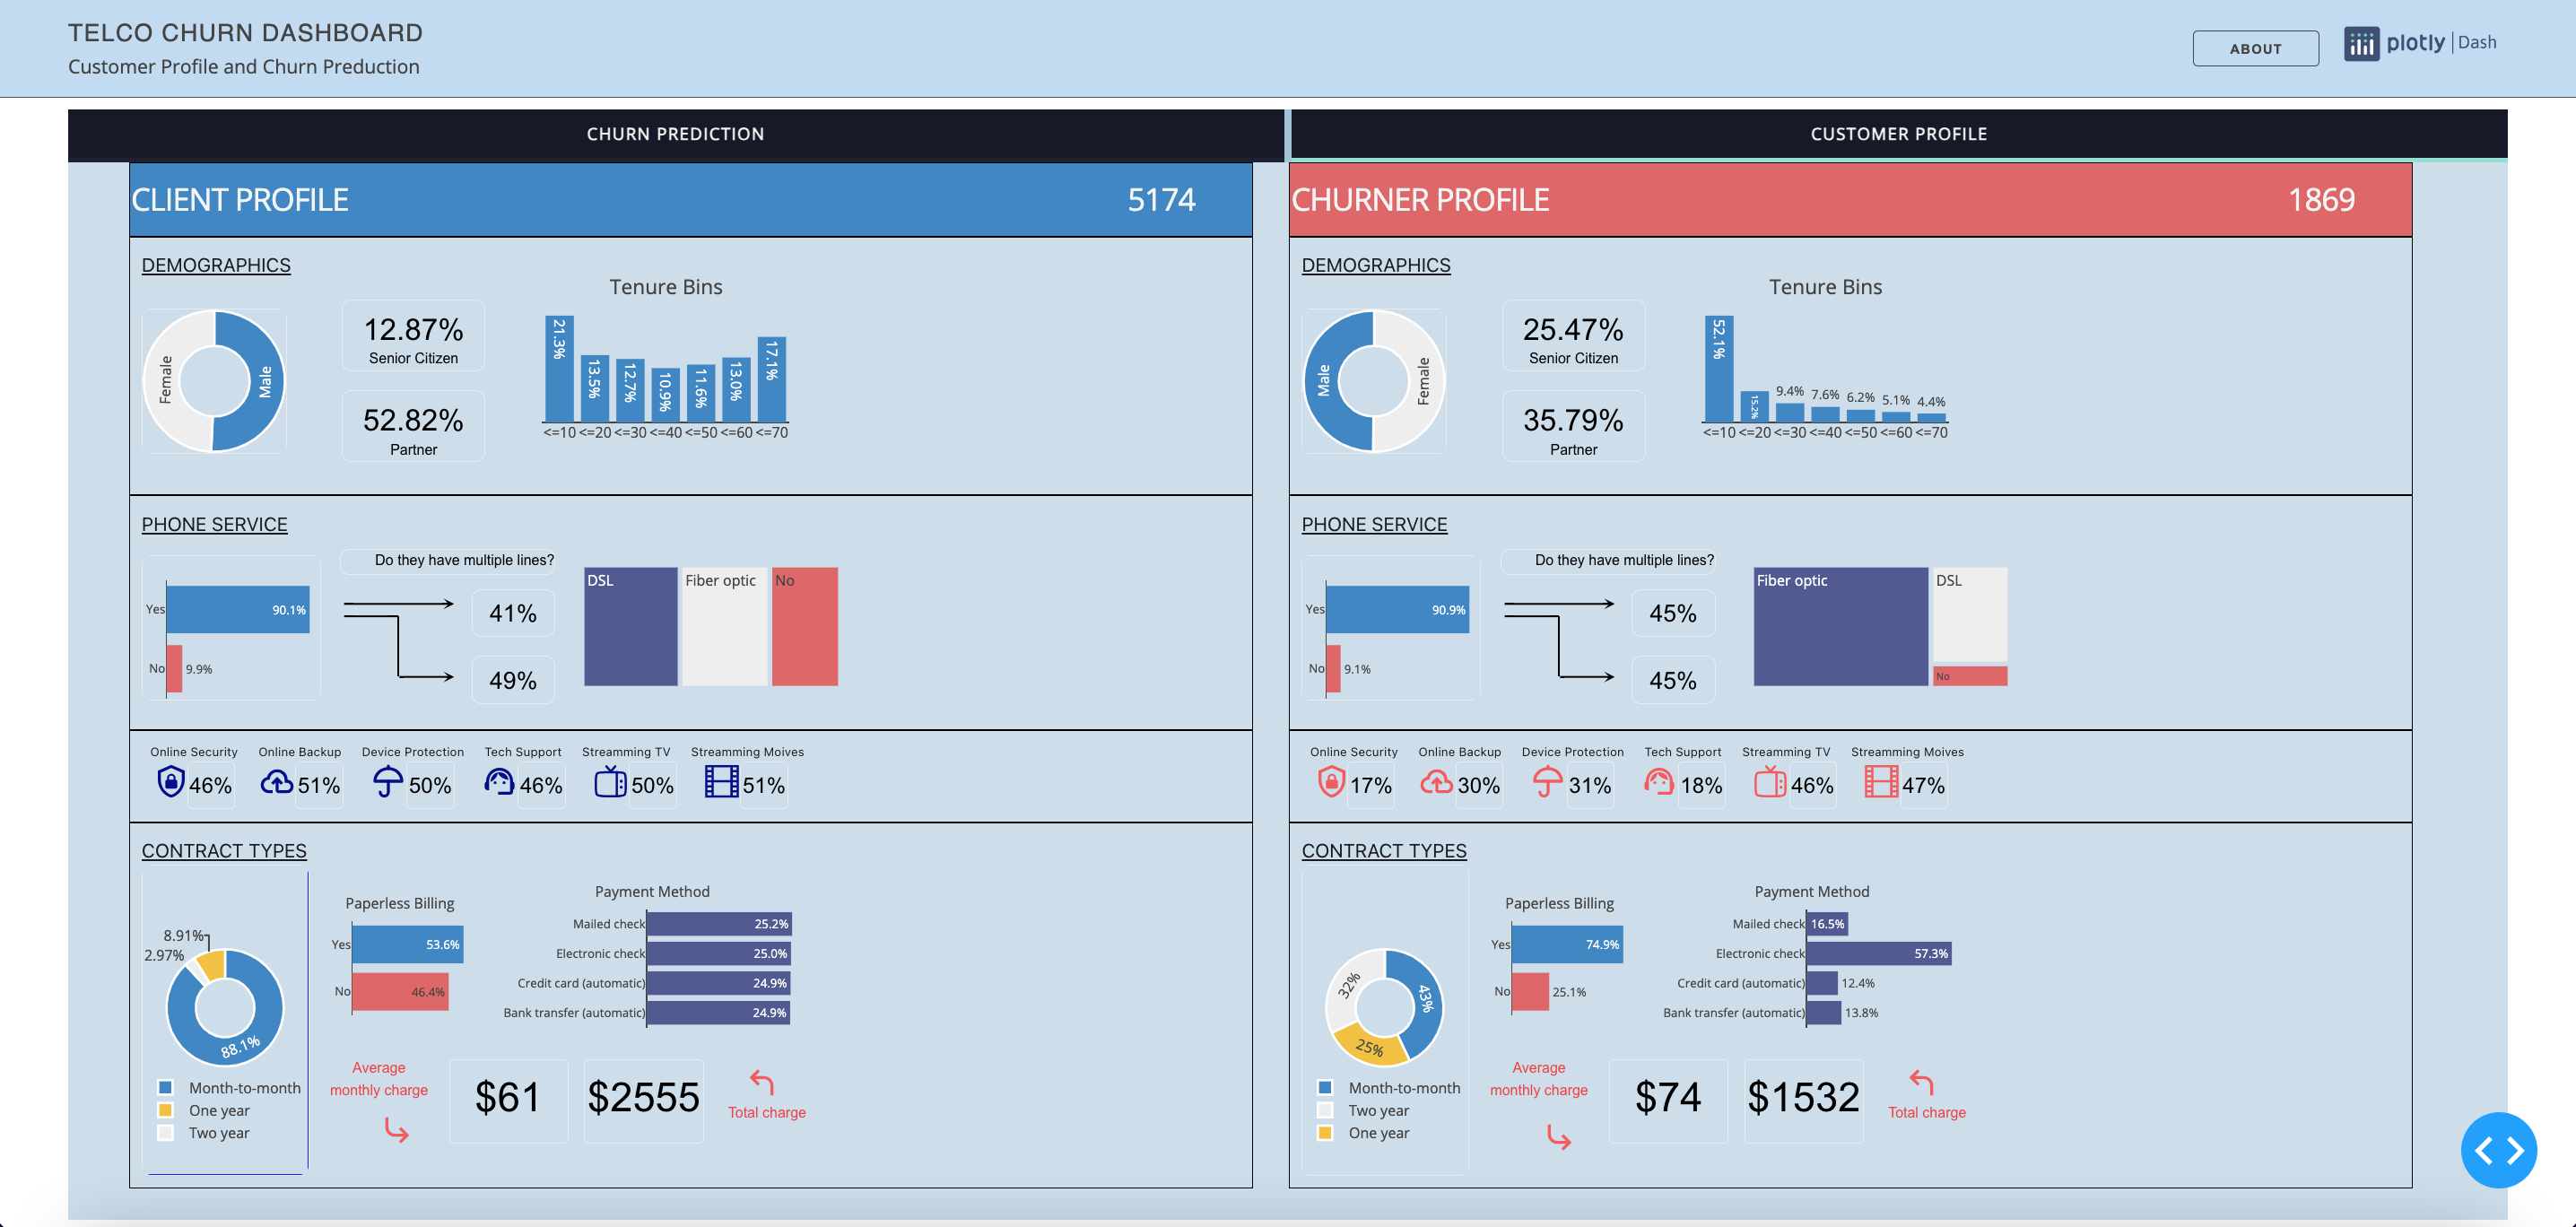 TELCO CHURN DASHBOARD
Customer Profile and Churn Production
ABOUT
plotly | Dash
CHURN PREDICTION
CUSTOMER PROFILE
CLIENT PROFILE 5174
DEMOGRAPHICS
Female
Male
12.87%
Senior Citizen
52.82%
Partner
Tenure Bins
21.3%
13.5%
12.7%
10.9%
11.6%
13.0%
17.1%
<=10 <=20 <=30 <=40 <=50 <=60 <=70
PHONE SERVICE
Yes 90.1%
No 9.9%
Do they have multiple lines?
41%
49%
DSL
Fiber optic
No
Online Security Online Backup Device Protection Tech Support Streamming TV Streamming Moives
46% 51% 50% 46% 50% 51%
CONTRACT TYPES
8.91%
2.97%
88.1%
Month-to-month
One year
Two year
Paperless Billing
Yes 53.6%
No 46.4%
Payment Method
Mailed check 25.2%
Electronic check 25.0%
Credit card (automatic) 24.9%
Bank transfer (automatic) 24.9%
Average
monthly charge
$61
$2555
Total charge
CHURNER PROFILE 1869
DEMOGRAPHICS
Male
Female
25.47%
Senior Citizen
35.79%
Partner
Tenure Bins
52.1%
15.2%
9.4% 7.6% 6.2% 5.1% 4.4%
<=10 <=20 <=30 <=40 <=50 <=60 <=70
PHONE SERVICE
Yes 90.9%
No 9.1%
Do they have multiple lines?
45%
45%
Fiber optic
DSL
No
Online Security Online Backup Device Protection Tech Support Streamming TV Streamming Moives
17% 30% 31% 18% 46% 47%
CONTRACT TYPES
32%
43%
25%
Month-to-month
Two year
One year
Paperless Billing
Yes 74.9%
No 25.1%
Payment Method
Mailed check 16.5%
Electronic check 57.3%
Credit card (automatic) 12.4%
Bank transfer (automatic) 13.8%
Average
monthly charge
$74
$1532
Total charge